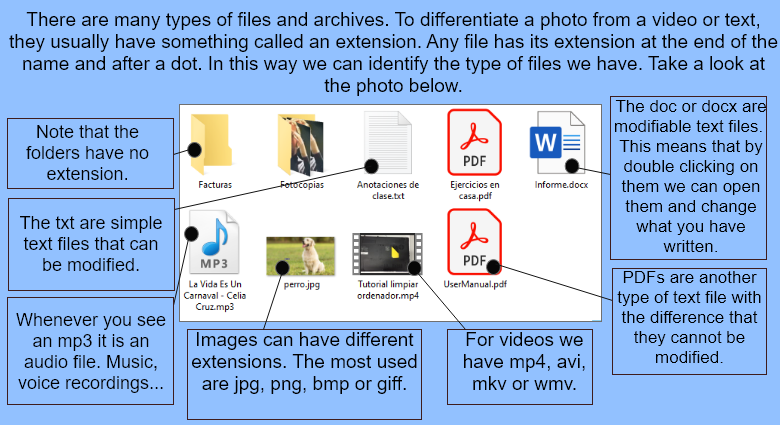 There are many types of files and archives. To differentiate a photo from a video or text,
they usually have something called an extension. Any file has its extension at the end of the
name and after a dot. In this way we can identify the type of files we have. Take a look at
the photo below.
Note that the
folders have no
extension.
The txt are simple
text files that can
be modified.
Whenever you see
an mp3 it is an
audio file. Music,
voice recordings...
Facturas
Fotocopias
Anotaciones de
clase.txt
PDF
Ejercicios en
casa.pdf
W
Informe.docx
MP3
La Vida Es Un
Carnaval - Celia
Cruz.mp3
perro.jpg
Tutorial limpiar
ordenador.mp4
PDF
UserManual.pdf
The doc or docx are
modifiable text files.
This means that by
double clicking on
them we can open
them and change
what you have
written.
PDFs are another
type of text file with
the difference that
they cannot be
modified.
Images can have different
extensions. The most used
are jpg, png, bmp or giff.
For videos we
have mp4, avi,
mkv or wmv.